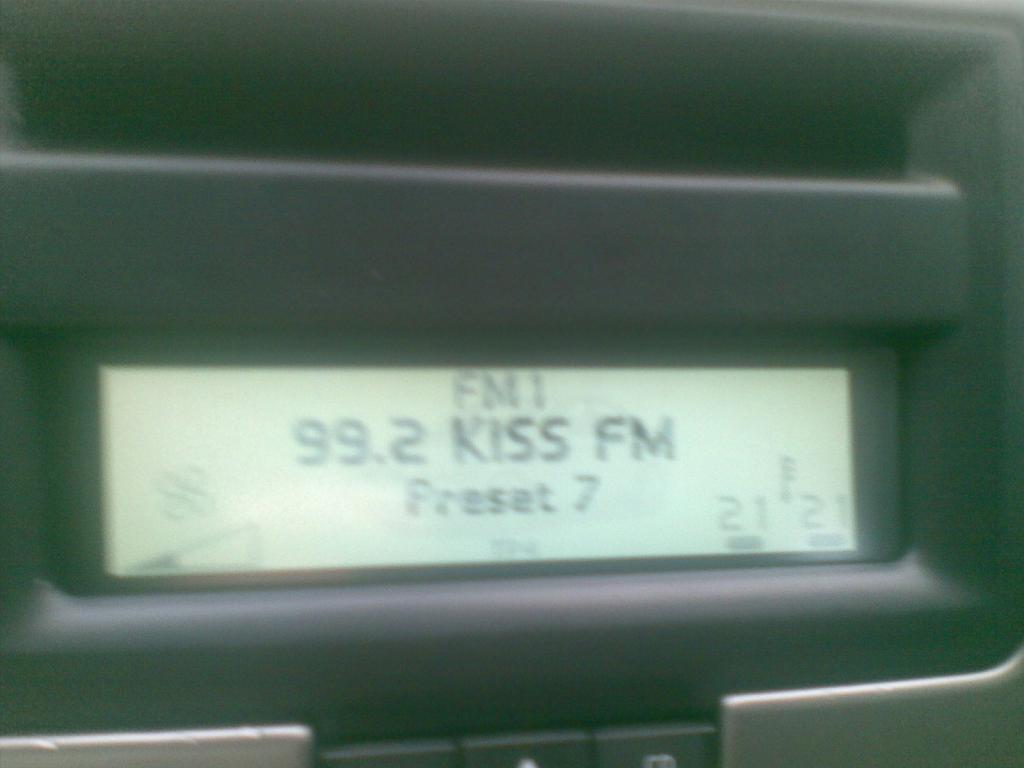 FM1
99.2 KISS FM
Preset 7
21 21